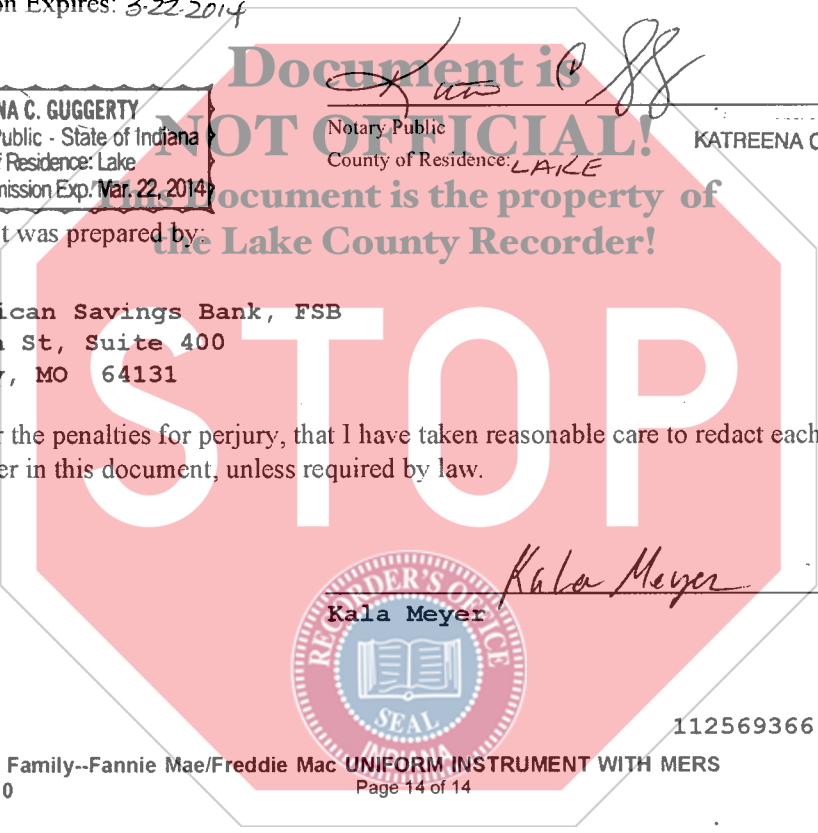 on Expires: 3-22-2014
Document is
NOT OFFICIAL!
This Document is the property of
the Lake County Recorder!
NA C. GUGGERTY
Public - State of Indiana
f Residence: Lake
mission Exp. Mar. 22, 2014
Notary Public
County of Residence: LAKE
KATREENA C
t was prepared by:
ican Savings Bank, FSB
St, Suite 400
, MO 64131
STOP
r the penalties for perjury, that I have taken reasonable care to redact each
er in this document, unless required by law.
Kala Meyer
Kala Meyer
RECORDER'S OFFICE
SEAL
INDIANA
112569366
Family--Fannie Mae/Freddie Mac UNIFORM INSTRUMENT WITH MERS
0
Page 14 of 14